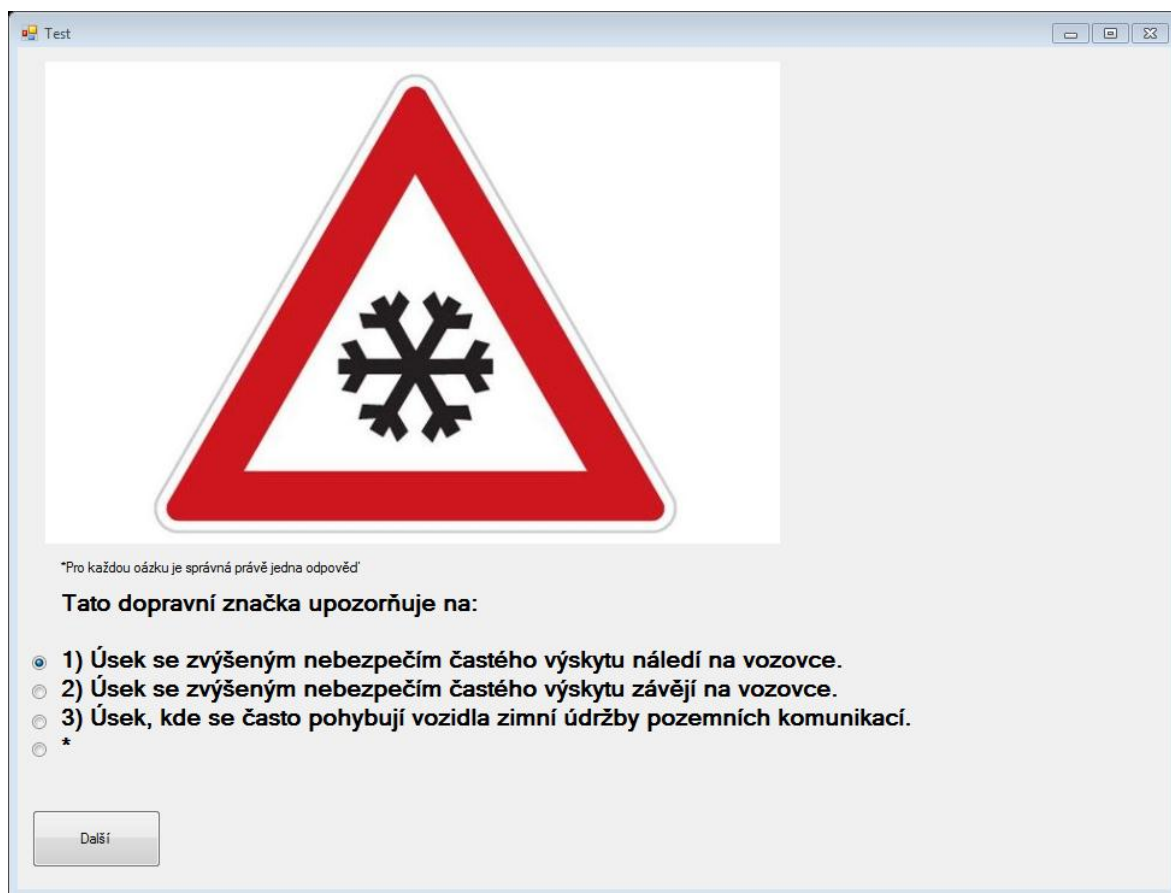 Test
*Pro každou oázku je správná právě jedna odpověď
Tato dopravní značka upozorňuje na:
1) Úsek se zvýšeným nebezpečím častého výskytu náledí na vozovce.
2) Úsek se zvýšeným nebezpečím častého výskytu závějí na vozovce.
3) Úsek, kde se často pohybují vozidla zimní údržby pozemních komunikací.
*
Další